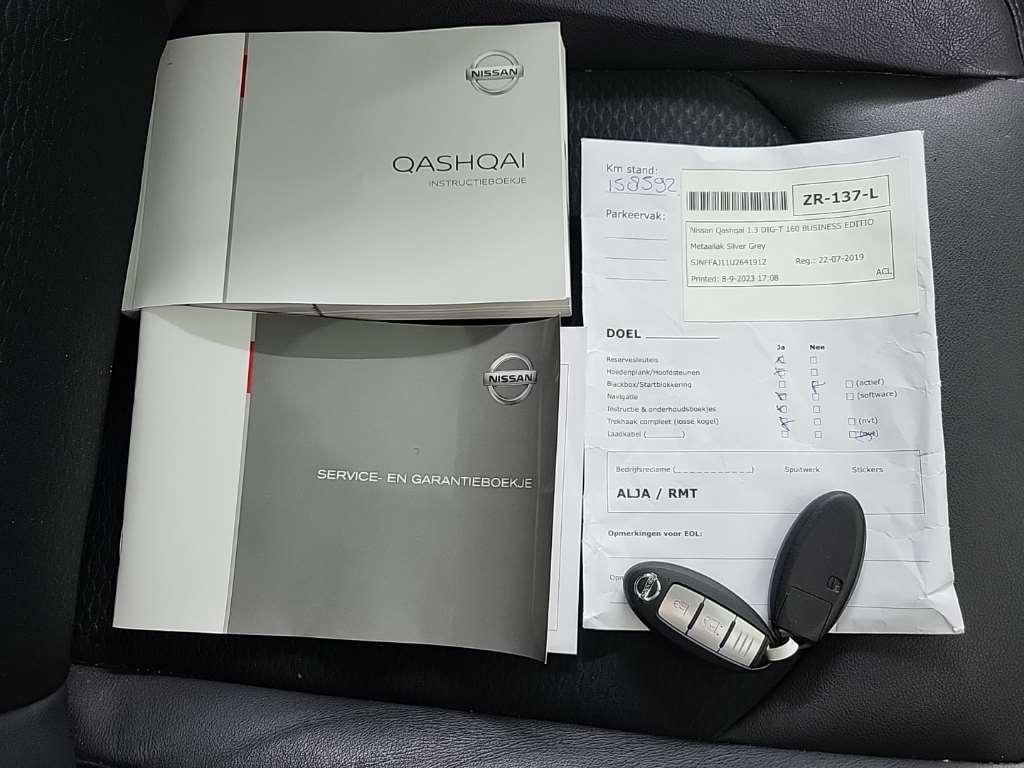 NISSAN
QASHQAI
INSTRUCTIEBOEKJE
NISSAN
SERVICE- EN GARANTIEBOEKJE
Km stand:
158592
Parkeervak:
ZR-137-L
Nissan Qashqai 1.3 DIG-T 160 BUSINESS EDITIO
Metaallak Silver Grey
SJNFFAJ11U2641912 Reg.: 22-07-2019
Printed: 8-9-2023 17:08 ACL
DOEL
Ja Nee
Reservesleutels
Hoedenplank/Hoofdsteunen
Blackbox/Startblokkering (actief)
Navigatie (software)
Instructie & onderhoudsboekjes
Trekhaak compleet (losse kogel) (nvt)
Laadkabel (______) (nvt)
Bedrijfsreclame (_ _ _ _ _ _ _ _ _ _) Spuitwerk Stickers
ALJA / RMT
Opmerkingen voor EOL:
NISSAN